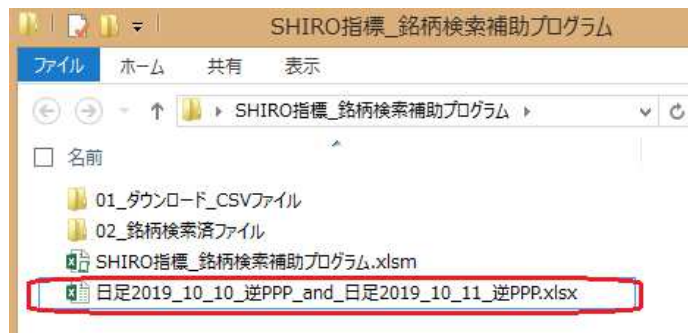 SHIRO指標_銘柄検索補助プログラム
ファイル ホーム 共有 表示
SHIRO指標_銘柄検索補助プログラム
名前
01_ダウンロード_CSVファイル
02_銘柄検索済ファイル
SHIRO指標_銘柄検索補助プログラム.xlsm
日足2019_10_10_逆PPP_and_日足2019_10_11_逆PPP.xlsx